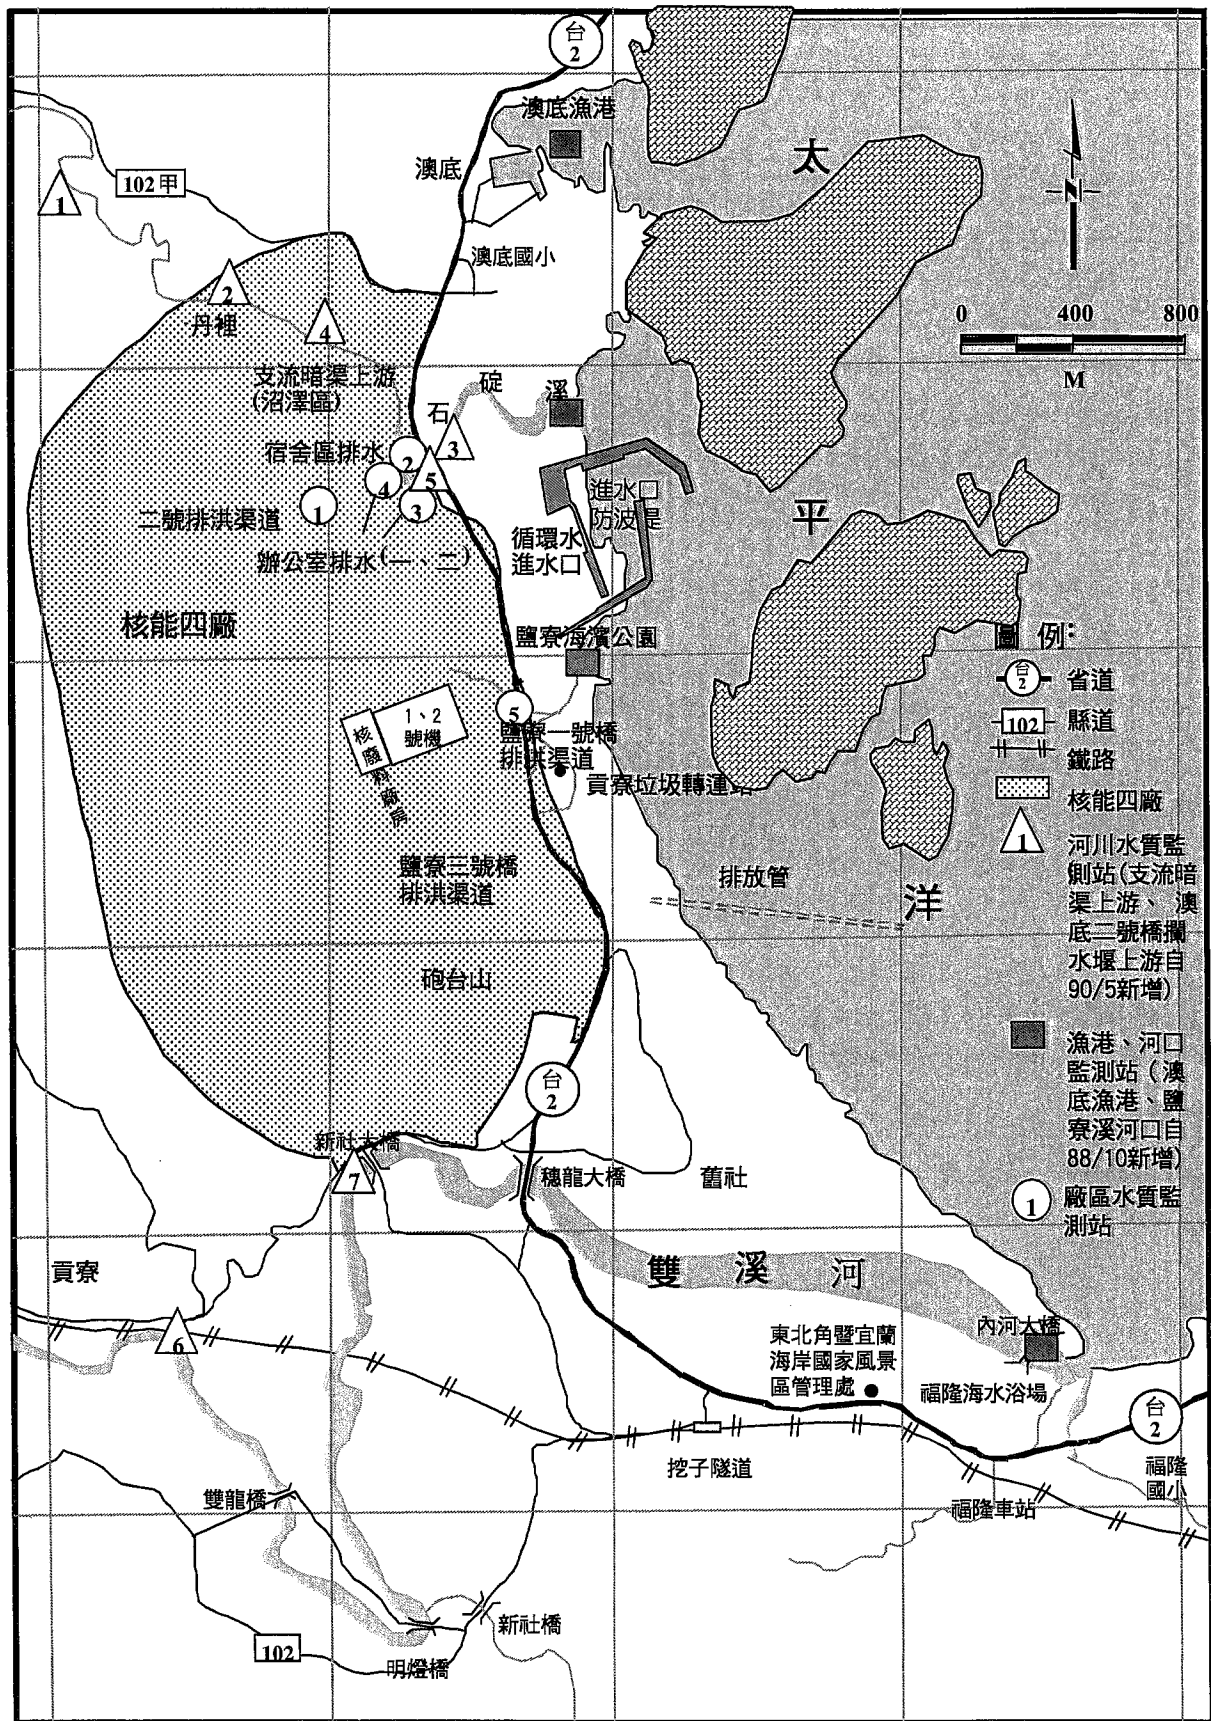 台
2
澳底漁港
太
澳底
102甲
1
N
澳底國小
2
丹裡
4
0 400 800
M
支流暗渠上游
(沼澤區)
石
碇
溪
3
宿舍區排水
2
5
4
3
1
二號排洪渠道
辦公室排水(一、二)
進水口
防波堤
循環水
進水口
平
核能四廠
鹽寮海濱公園
圖 例:
台
2
省道
102
縣道
鐵路
核能四廠
1
河川水質監
測站(支流暗
渠上游、澳
底二號橋攔
水堰上游自
90/5新增)
漁港、河口
監測站(澳
底漁港、鹽
寮溪河口自
88/10新增)
1
廠區水質監
測站
1、2
號機
核廢料廠房
5
鹽寮一號橋
排洪渠道
貢寮垃圾轉運
鹽寮三號橋
排洪渠道
排放管
洋
砲台山
台
2
新社大橋
7
穗龍大橋
舊社
貢寮
雙 溪 河
6
東北角暨宜蘭
海岸國家風景
區管理處
內河大橋
福隆海水浴場
台
2
挖子隧道
福隆
國小
福隆車站
雙龍橋
新社橋
102
明燈橋